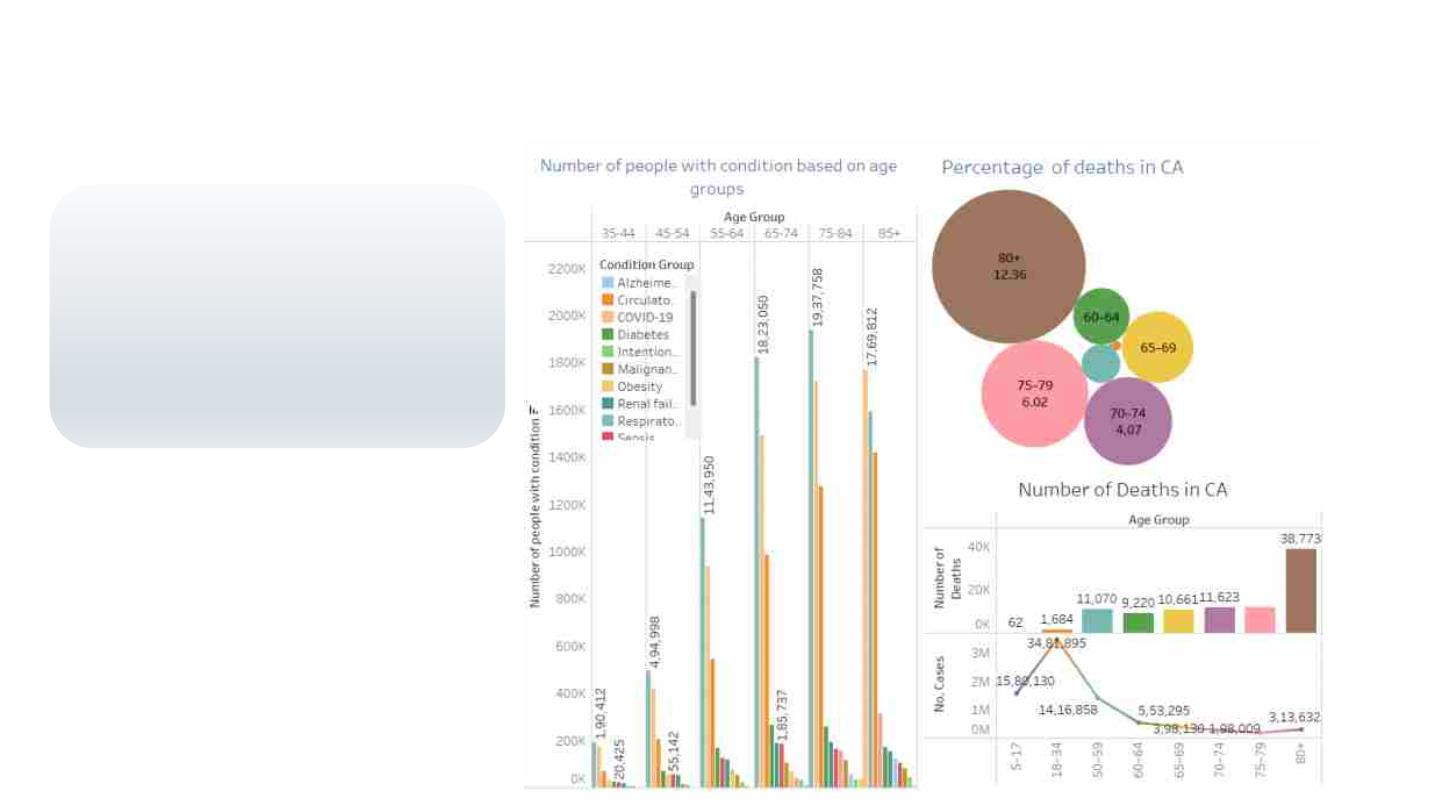 Number of people with condition based on age
groups
Age Group
35-44 45-54 55-64 65-74 75-84 85+
Condition Group
Alzheime..
Circulato..
COVID-19
Diabetes
Intention..
Malignan..
Obesity
Renal fail..
Respirato..
Sepsis
Number of people with condition
2200K
2000K
1800K
1600K
1400K
1200K
1000K
800K
600K
400K
200K
0K
1,90,412
20,425
4,94,998
55,142
11,43,950
18,23,050
1,85,737
19,37,758
17,69,812
Percentage of deaths in CA
80+
12.36
60-64
65-69
75-79
6.02
70-74
4.07
Number of Deaths in CA
Age Group
Number of
Deaths
40K
20K
0K
62 1,684 11,070 9,220 10,661 11,623 38,773
No. Cases
3M
2M
1M
0M
15,80,130
14,16,858
5,53,295
3,98,130 1,98,009
3,13,632
5-17
18-34
50-59
60-64
65-69
70-74
75-79
80+